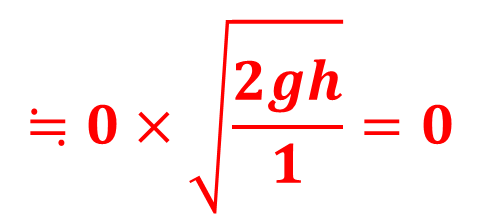 ≒ 0 × √(2gh/1) = 0